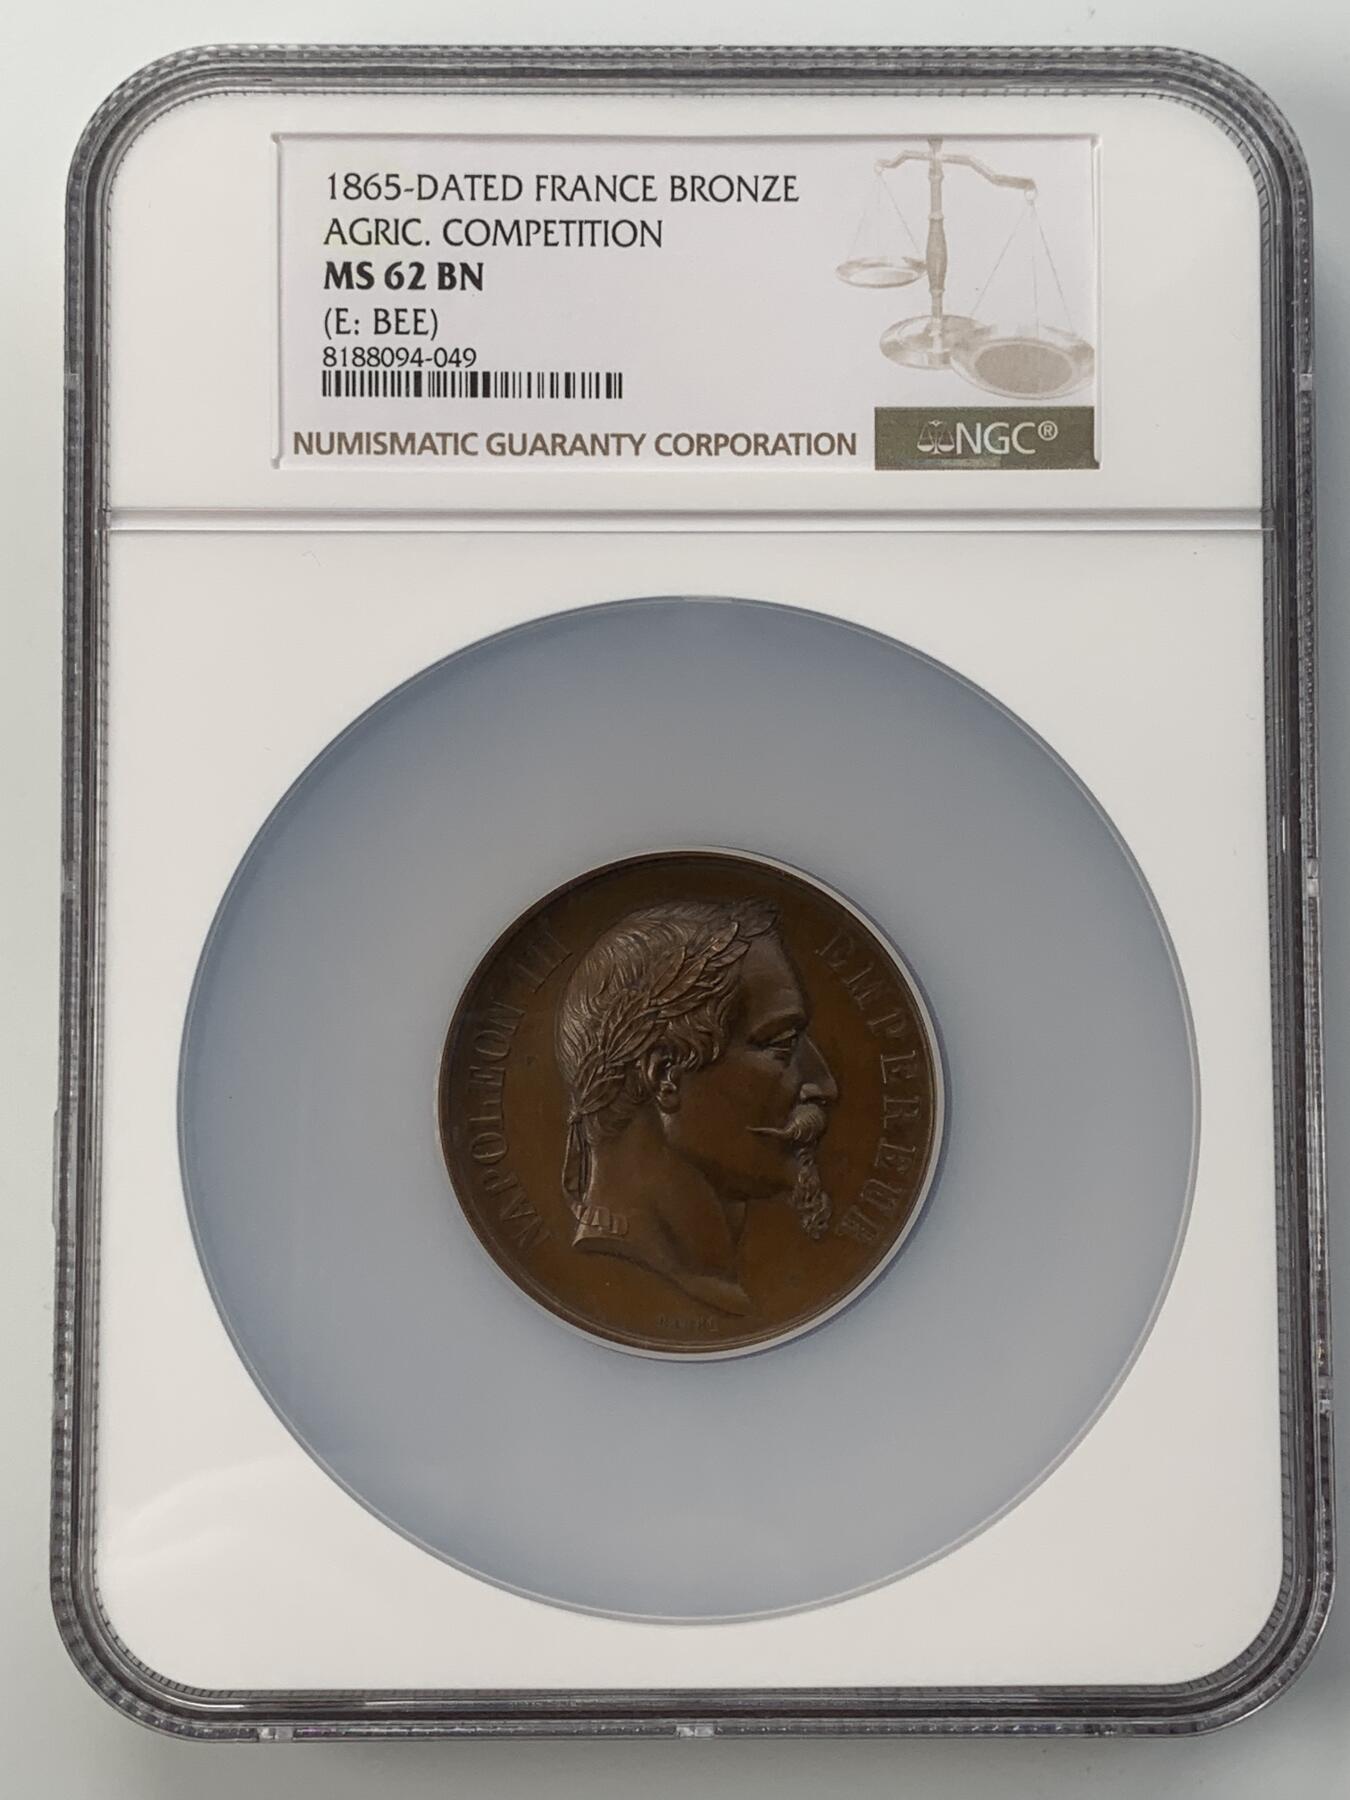 1865-DATED FRANCE BRONZE
AGRIC. COMPETITION
MS 62 BN
(E: BEE)
8188094-049
NUMISMATIC GUARANTY CORPORATION
NGC®
NAPOLEON III
EMPEREUR